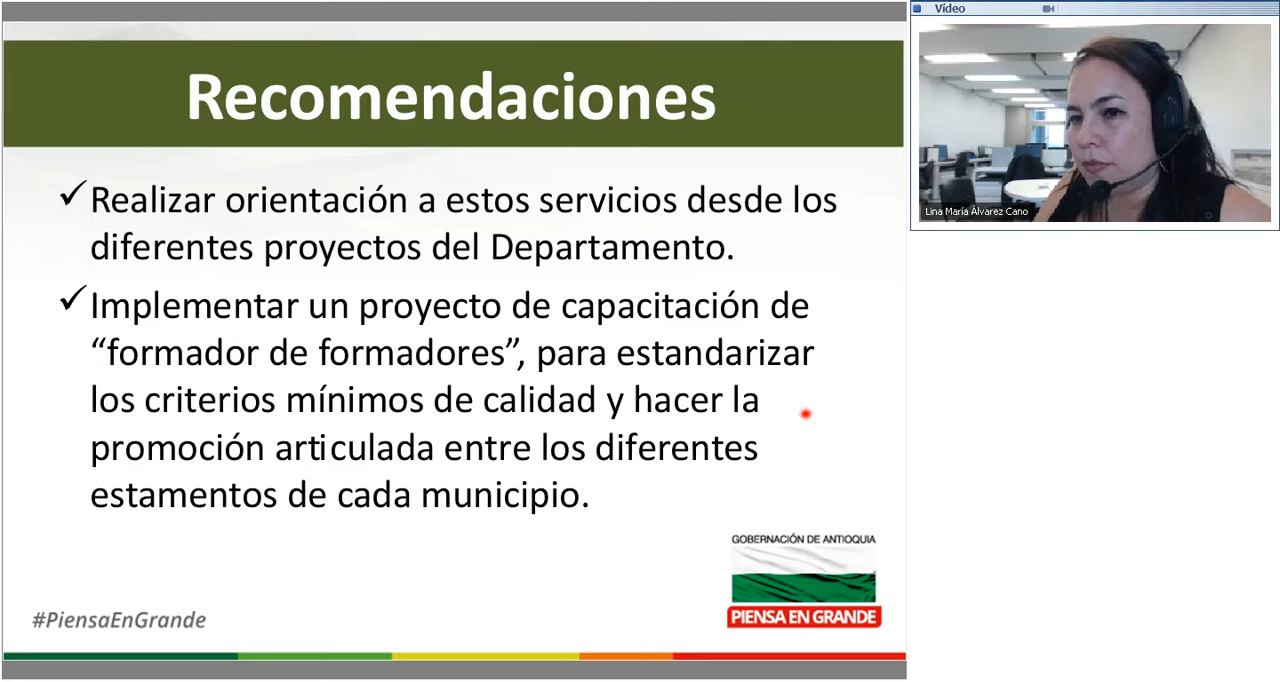 Recomendaciones
✓Realizar orientación a estos servicios desde los
diferentes proyectos del Departamento.
✓Implementar un proyecto de capacitación de
“formador de formadores”, para estandarizar
los criterios mínimos de calidad y hacer la
promoción articulada entre los diferentes
estamentos de cada municipio.
GOBERNACIÓN DE ANTIOQUIA
PIENSA EN GRANDE
#PiensaEnGrande
Vídeo
Lina María Álvarez Cano